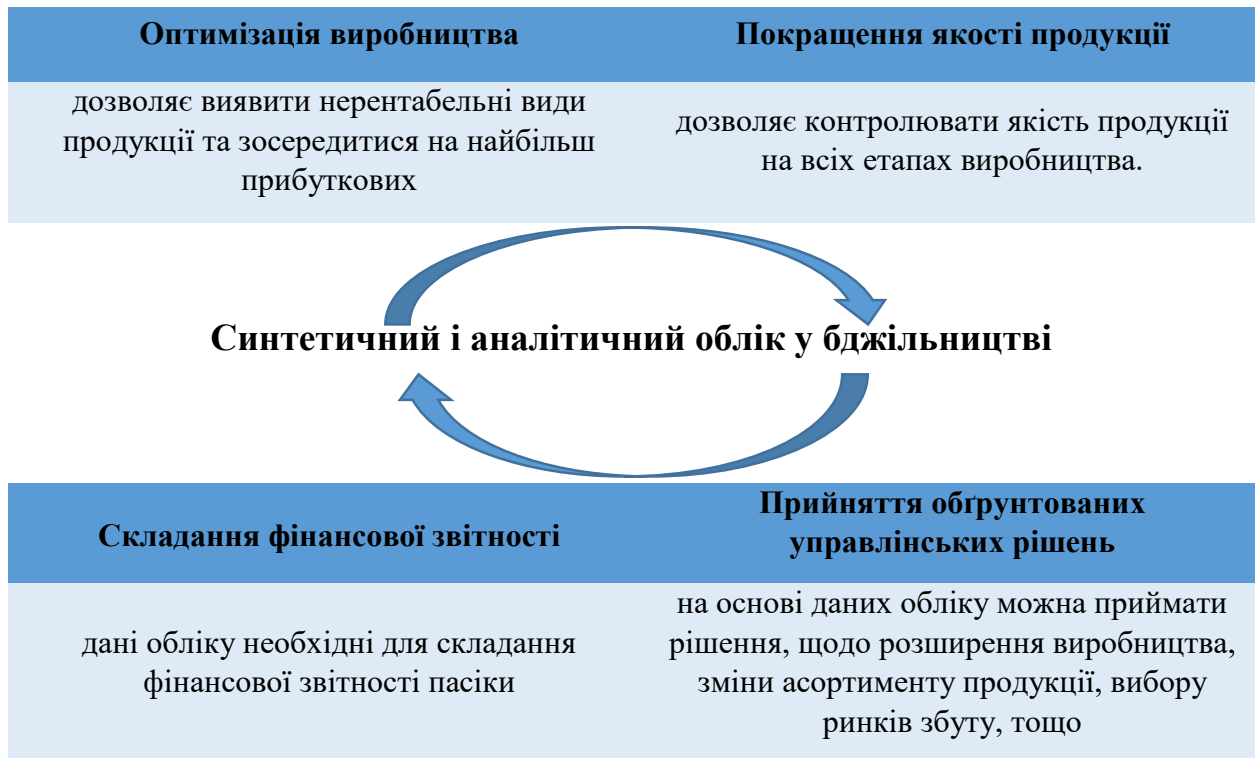 Оптимізація виробництва
Покращення якості продукції
дозволяє виявити нерентабельні види
продукції та зосередитися на найбільш
прибуткових
дозволяє контролювати якість продукції
на всіх етапах виробництва.
Синтетичний і аналітичний облік у бджільництві
Складання фінансової звітності
Прийняття обґрунтованих
управлінських рішень
дані обліку необхідні для складання
фінансової звітності пасіки
на основі даних обліку можна приймати
рішення, щодо розширення виробництва,
зміни асортименту продукції, вибору
ринків збуту, тощо